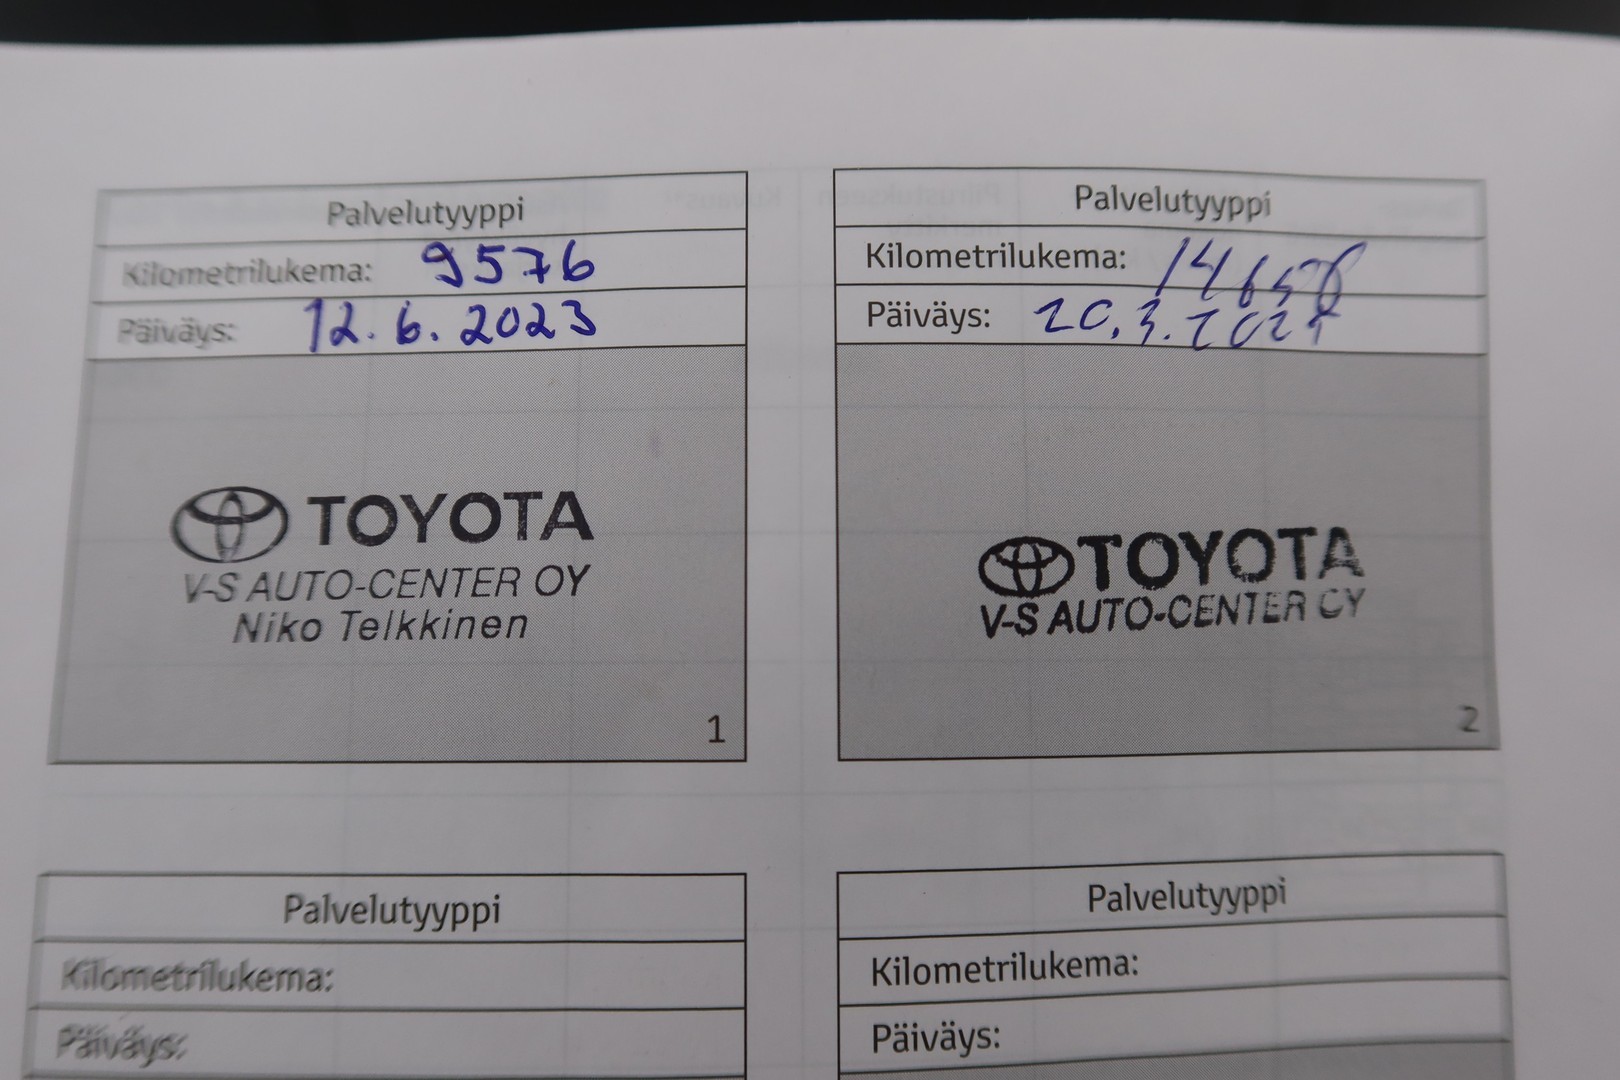 Palvelutyyppi
Kilometrilukema: 9576
Päiväys: 12.6.2023
TOYOTA
V-S AUTO-CENTER OY
Niko Telkkinen
1
Palvelutyyppi
Kilometrilukema:
Päiväys: 20.3.2025
TOYOTA
V-S AUTO-CENTER OY
2
Palvelutyyppi
Kilometrilukema:
Päiväys:
Palvelutyyppi
Kilometrilukema:
Päiväys: